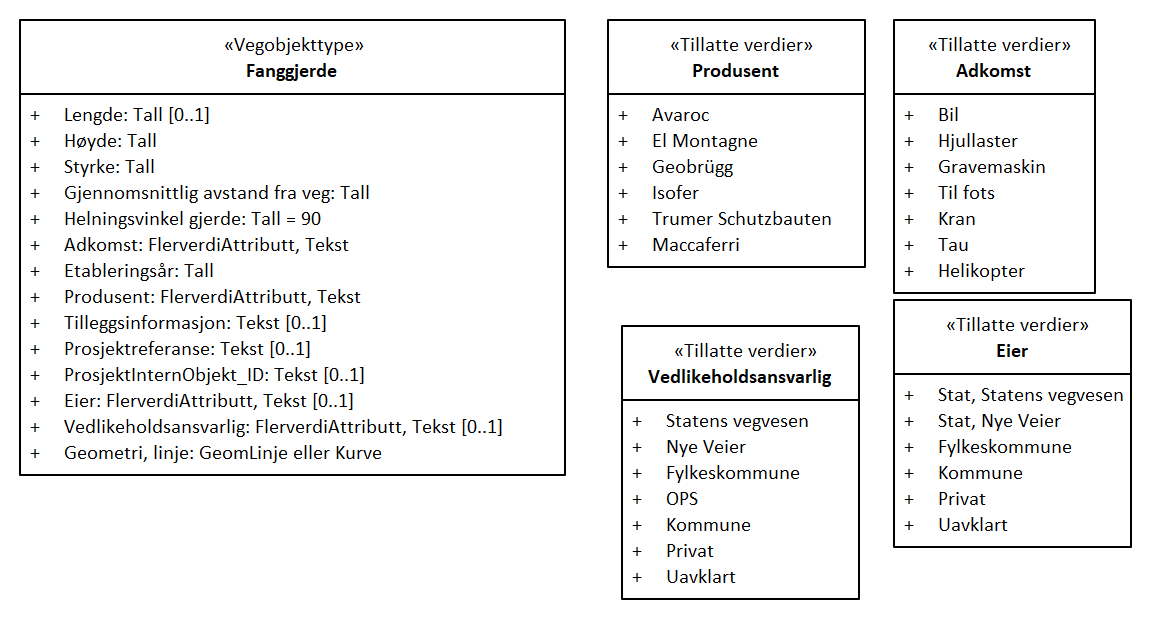 «Vegobjekttype»
Fanggjerde
+ Lengde: Tall [0..1]
+ Høyde: Tall
+ Styrke: Tall
+ Gjennomsnittlig avstand fra veg: Tall
+ Helningsvinkel gjerde: Tall = 90
+ Adkomst: FlerverdiAttributt, Tekst
+ Etableringsår: Tall
+ Produsent: FlerverdiAttributt, Tekst
+ Tilleggsinformasjon: Tekst [0..1]
+ Prosjektreferanse: Tekst [0..1]
+ ProsjektInternObjekt_ID: Tekst [0..1]
+ Eier: FlerverdiAttributt, Tekst [0..1]
+ Vedlikeholdsansvarlig: FlerverdiAttributt, Tekst [0..1]
+ Geometri, linje: GeomLinje eller Kurve
«Tillatte verdier»
Produsent
+ Avaroc
+ El Montagne
+ Geobrügg
+ Isofer
+ Trumer Schutzbauten
+ Maccaferri
«Tillatte verdier»
Adkomst
+ Bil
+ Hjullaster
+ Gravemaskin
+ Til fots
+ Kran
+ Tau
+ Helikopter
«Tillatte verdier»
Vedlikeholdsansvarlig
+ Statens vegvesen
+ Nye Veier
+ Fylkeskommune
+ OPS
+ Kommune
+ Privat
+ Uavklart
«Tillatte verdier»
Eier
+ Stat, Statens vegvesen
+ Stat, Nye Veier
+ Fylkeskommune
+ Kommune
+ Privat
+ Uavklart